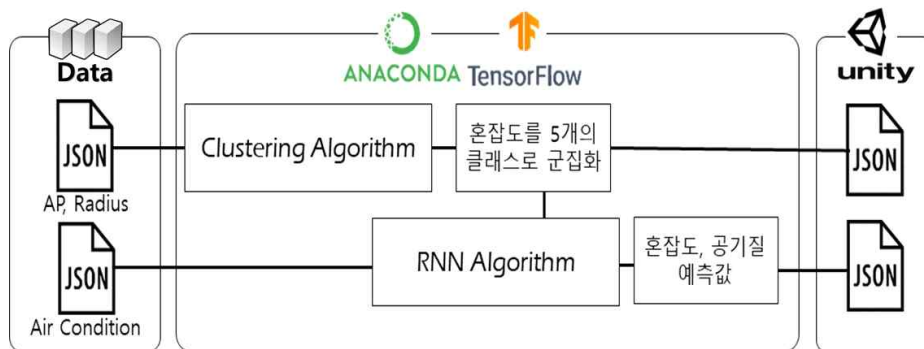 Data
JSON
AP, Radius
JSON
Air Condition
ANACONDA TensorFlow
Clustering Algorithm
혼잡도를 5개의
클래스로 군집화
RNN Algorithm
혼잡도, 공기질
예측값
unity
JSON
JSON